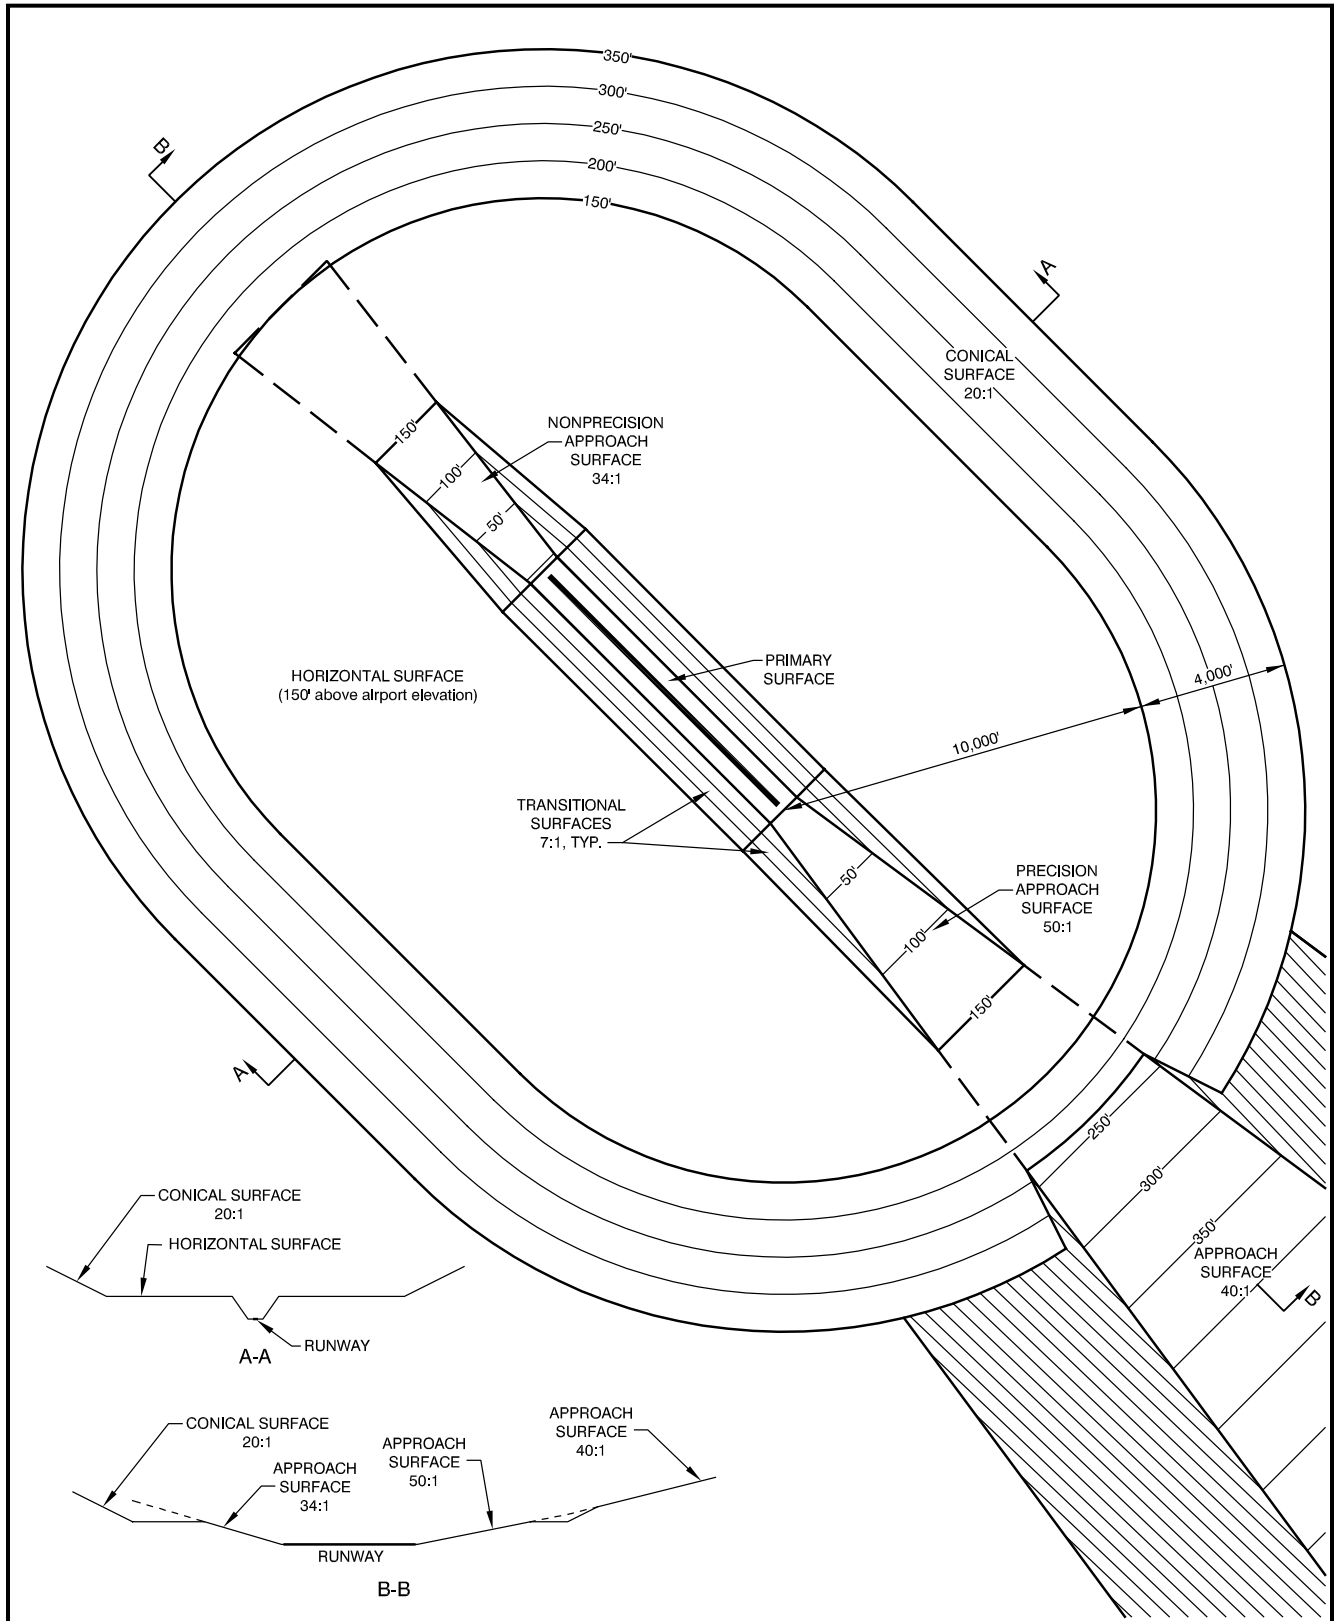 350'
300'
250'
200'
150'
B
A
CONICAL
SURFACE
20:1
NONPRECISION
APPROACH
SURFACE
34:1
150'
100'
50'
HORIZONTAL SURFACE
(150' above airport elevation)
PRIMARY
SURFACE
4,000'
10,000'
TRANSITIONAL
SURFACES
7:1, TYP.
50'
100'
150'
PRECISION
APPROACH
SURFACE
50:1
A
250'
300'
350'
APPROACH
SURFACE
40:1
B
CONICAL SURFACE
20:1
HORIZONTAL SURFACE
RUNWAY
A-A
CONICAL SURFACE
20:1
APPROACH
SURFACE
34:1
APPROACH
SURFACE
50:1
APPROACH
SURFACE
40:1
RUNWAY
B-B